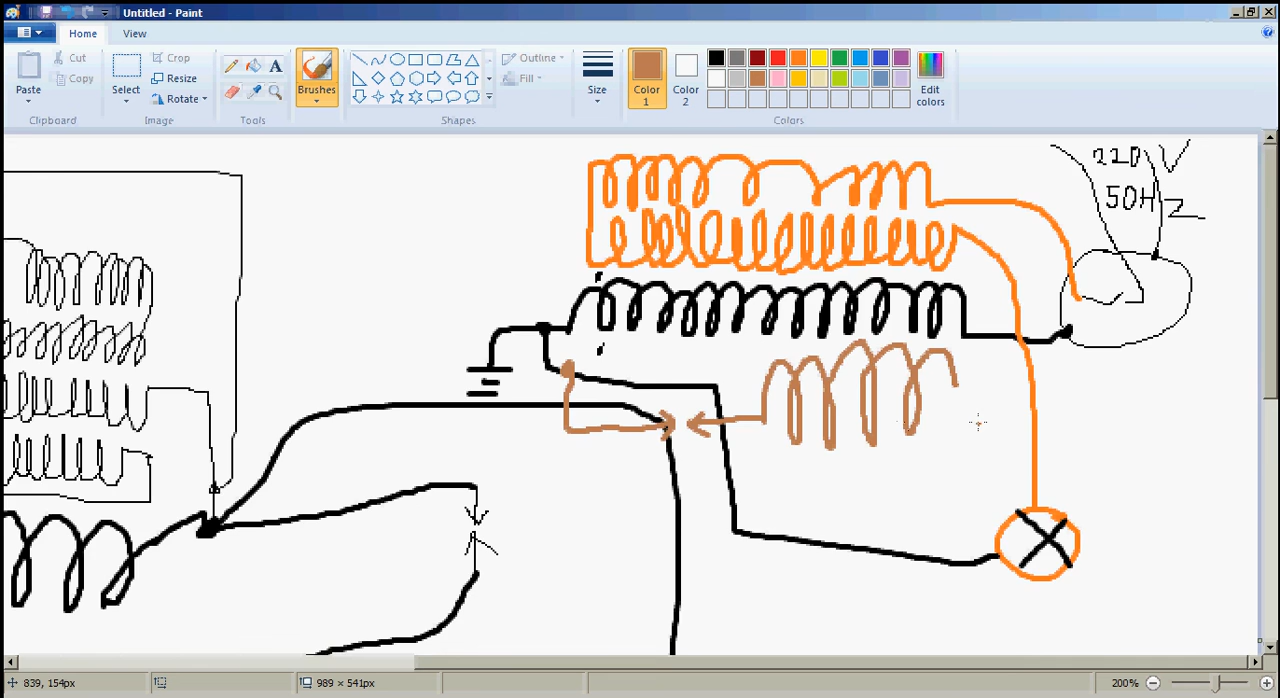 Untitled - Paint
Home View
Paste
Cut
Copy
Clipboard
Select
Crop
Resize
Rotate
Image
Tools
Brushes
Shapes
Outline
Fill
Size
Color 1
Color 2
Edit colors
Colors
220 V
50HZ
839, 154px
989 × 541px
200%